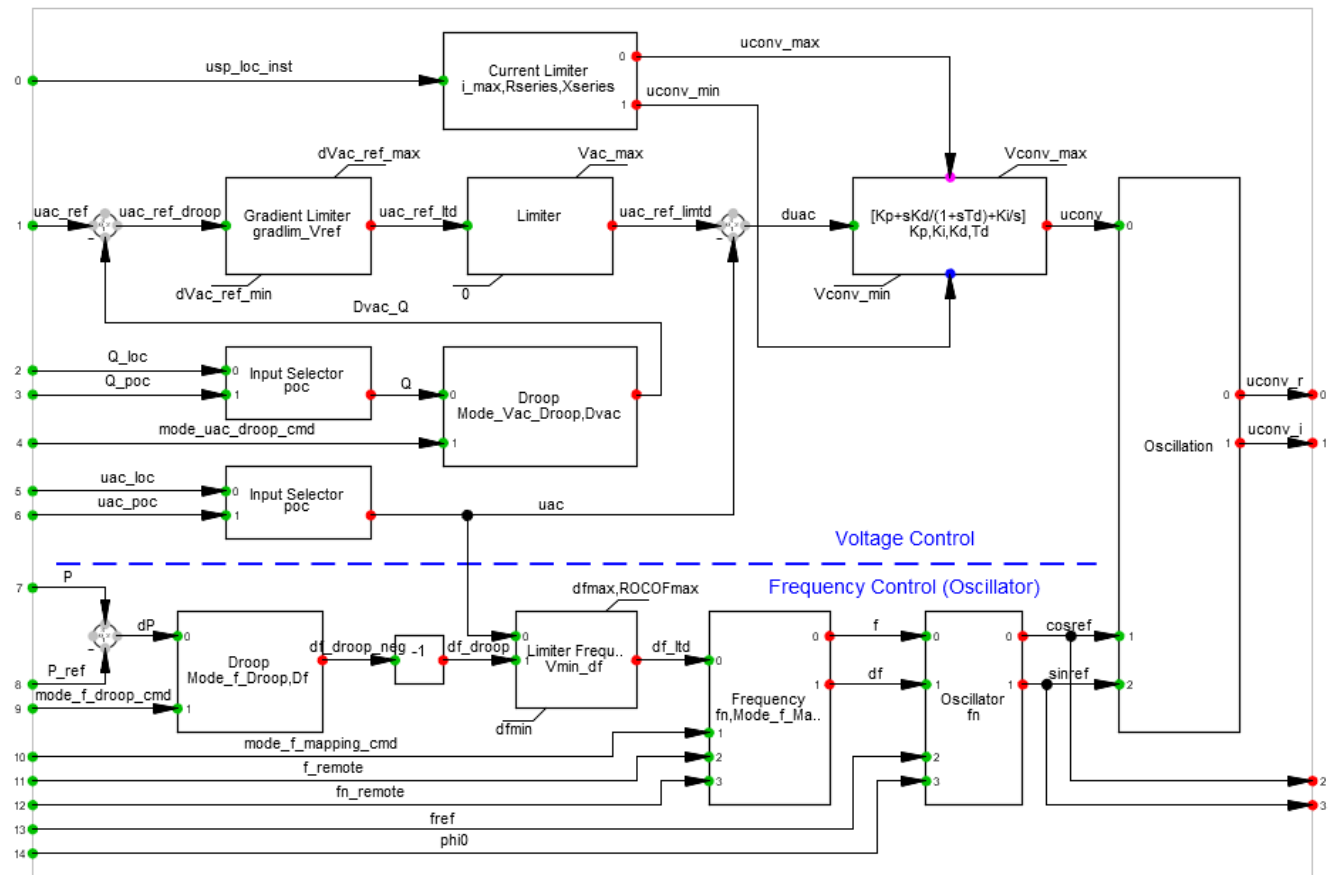 uconv_max
0
usp_loc_inst
0
Current Limiter
i_max,Rseries,Xseries
uconv_min
1
dVac_ref_max
Vac_max
Vconv_max
uac_ref
uac_ref_droop
Gradient Limiter
gradlim_Vref
uac_ref_ltd
Limiter
uac_ref_limtd
duac
[Kp+sKd/(1+sTd)+Ki/s]
Kp,Ki,Kd,Td
uconv
1
0
-
-
dVac_ref_min
0
Vconv_min
Dvac_Q
Q_loc
2
0
Input Selector
poc
Q_poc
3
1
Q
0
Droop
Mode_Vac_Droop,Dvac
mode_uac_droop_cmd
4
1
0
uconv_r
0
1
uconv_i
1
Oscillation
uac_loc
5
0
Input Selector
poc
uac_poc
6
1
uac
Voltage Control
Frequency Control (Oscillator)
P
7
dP
-
P_ref
8
mode_f_droop_cmd
9
0
Droop
Mode_f_Droop,Df
1
df_droop_neg
-1
df_droop
dfmax,ROCOFmax
0
1
Limiter Frequ..
Vmin_df
dfmin
df_ltd
0
Frequency
fn,Mode_f_Ma..
1
2
3
0
f
1
df
0
1
Oscillator
fn
2
3
0
cosref
1
1
sinref
2
mode_f_mapping_cmd
10
f_remote
11
2
fn_remote
12
3
fref
13
phi0
14